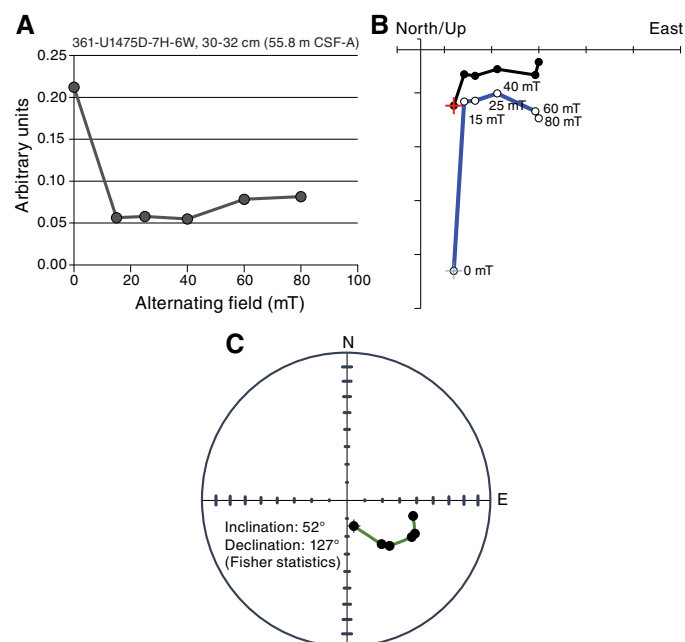 A
361-U1475D-7H-6W, 30-32 cm (55.8 m CSF-A)
0.25
0.20
0.15
0.10
0.05
0.00
Arbitrary units
0 20 40 60 80 100
Alternating field (mT)
B
North/Up East
40 mT
25 mT
15 mT
60 mT
80 mT
0 mT
C
N
E
Inclination: 52°
Declination: 127°
(Fisher statistics)